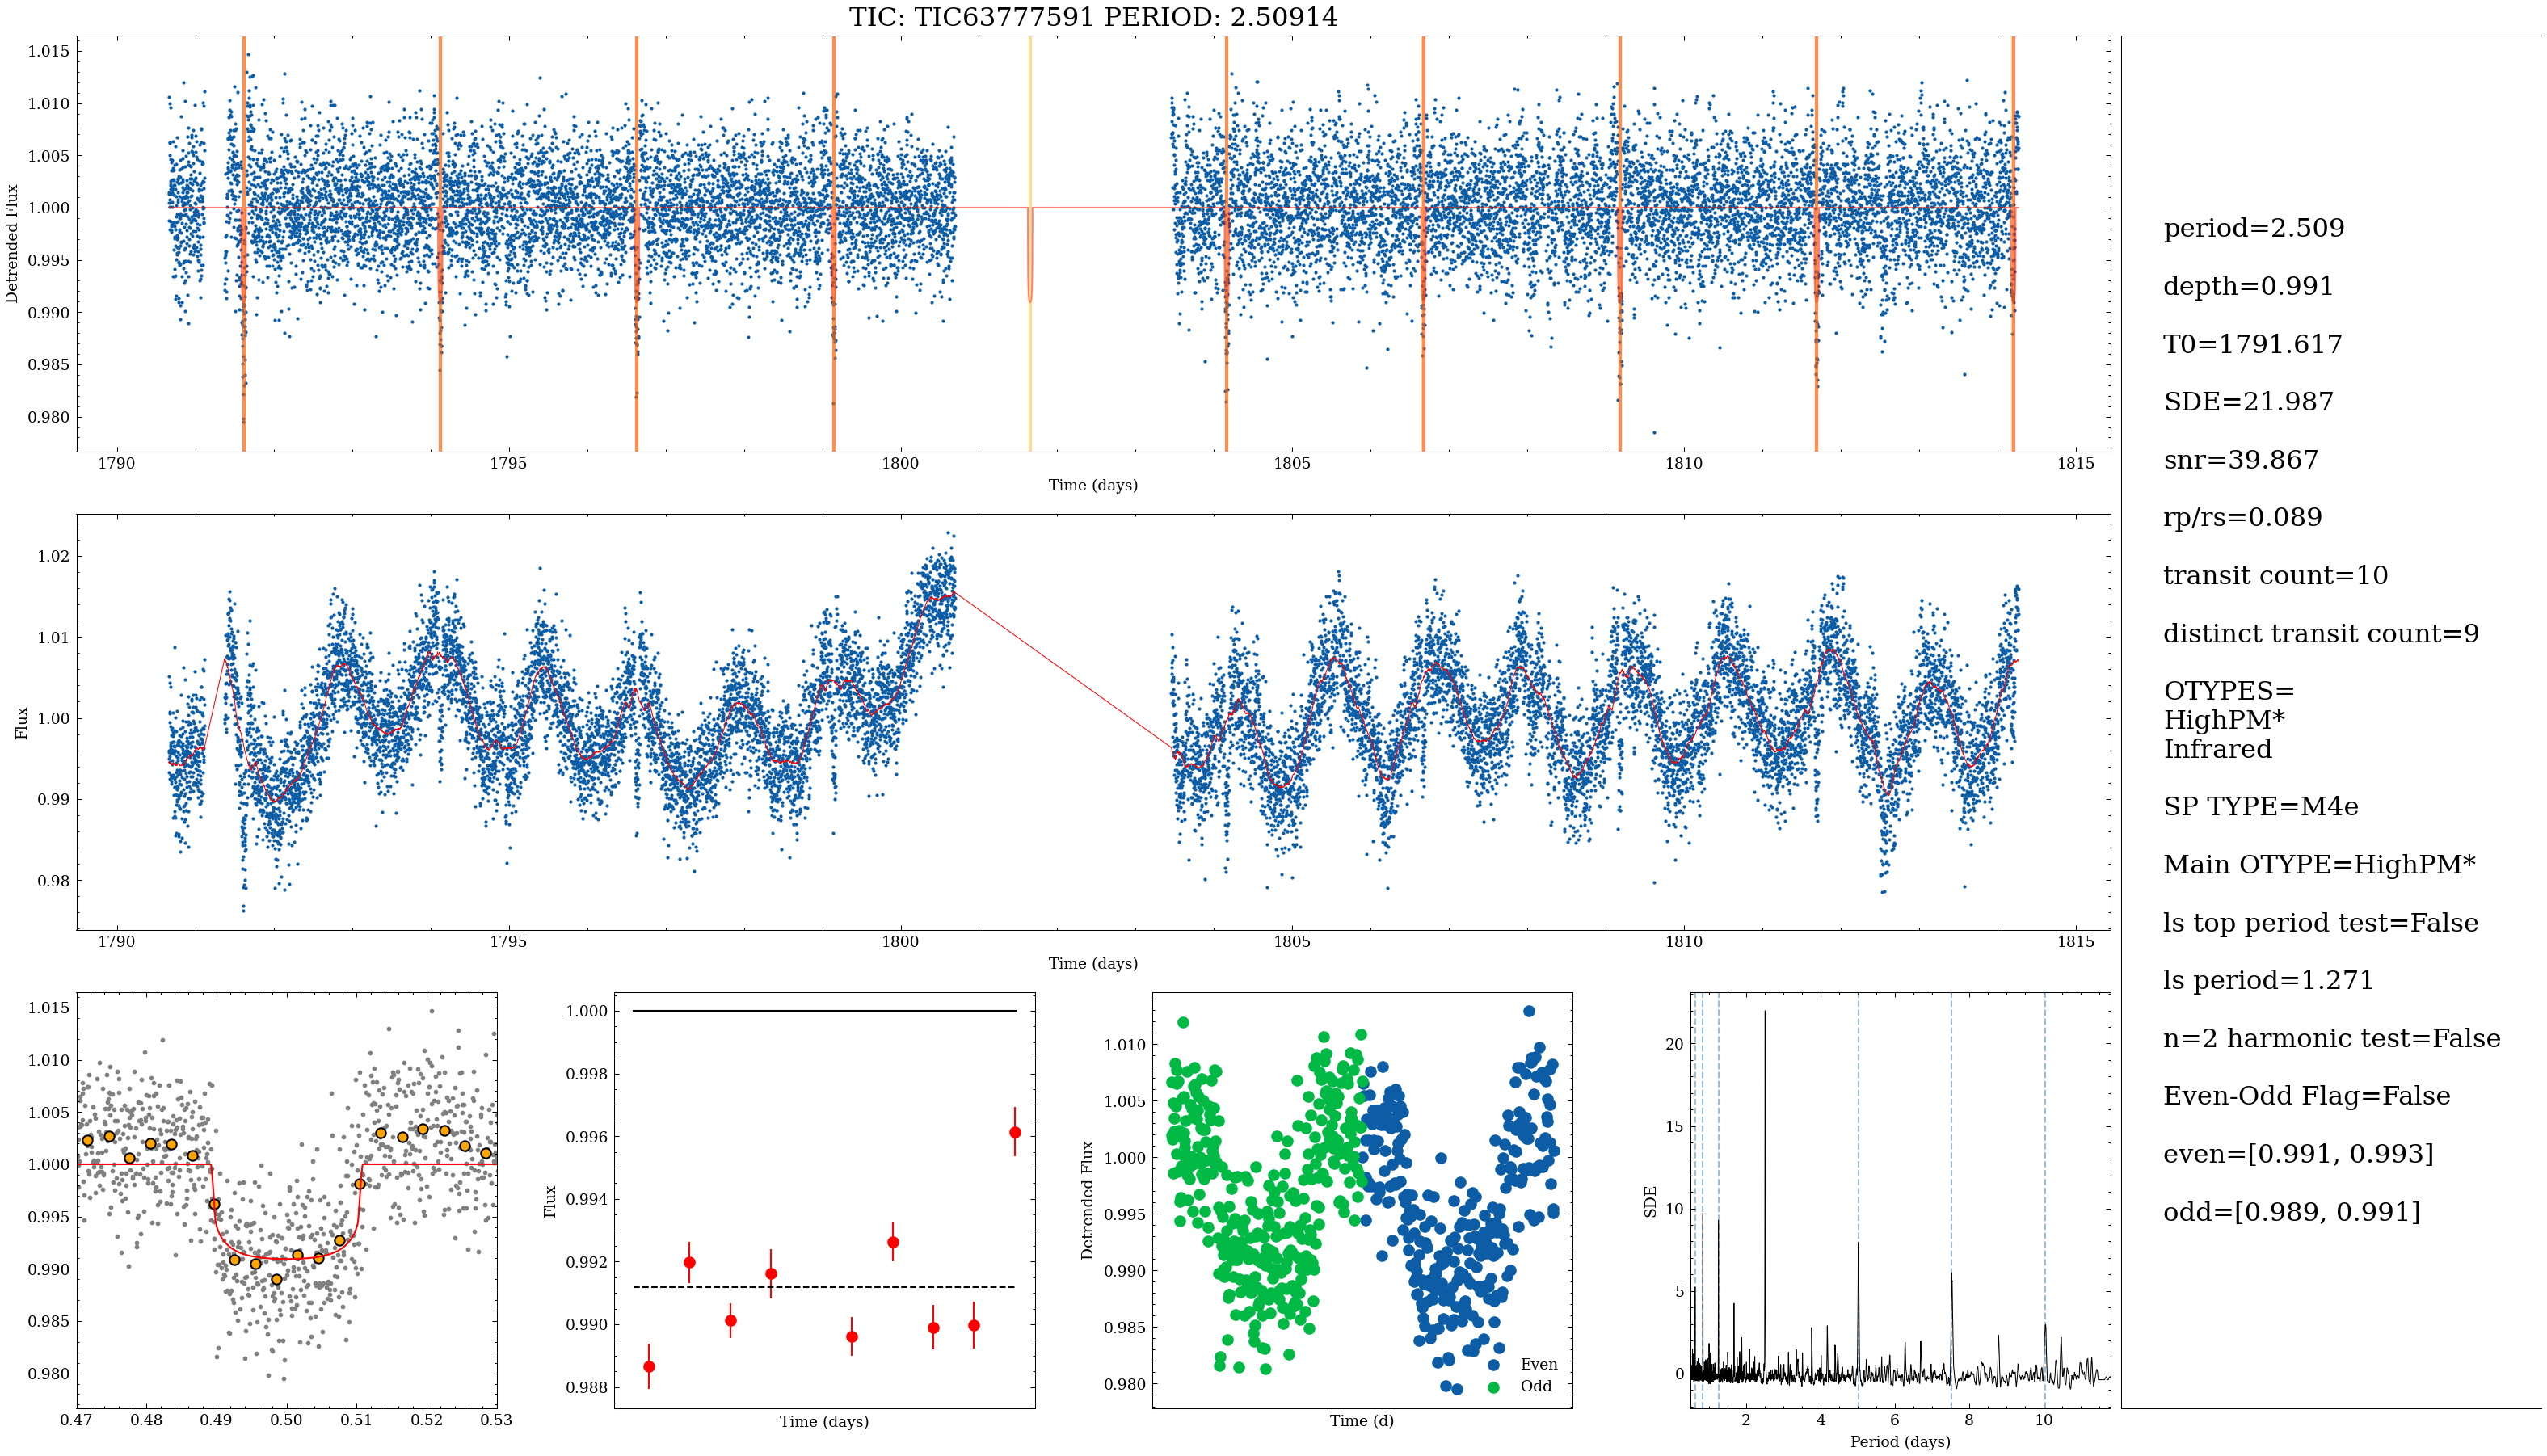 TIC: TIC63777591 PERIOD: 2.50914
1.015
1.010
1.005
1.000
0.995
0.990
0.985
0.980
Detrended Flux
1790
1795
1800
1805
1810
1815
Time (days)
1.02
1.01
1.00
0.99
0.98
Flux
1790
1795
1800
1805
1810
1815
Time (days)
1.015
1.010
1.005
1.000
0.995
0.990
0.985
0.980
0.47
0.48
0.49
0.50
0.51
0.52
0.53
1.000
0.998
0.996
0.994
0.992
0.990
0.988
Flux
Time (days)
1.010
1.005
1.000
0.995
0.990
0.985
0.980
Detrended Flux
Even
Odd
Time (d)
20
15
10
5
0
SDE
2
4
6
8
10
Period (days)
period=2.509
depth=0.991
T0=1791.617
SDE=21.987
snr=39.867
rp/rs=0.089
transit count=10
distinct transit count=9
OTYPES=
HighPM*
Infrared
SP TYPE=M4e
Main OTYPE=HighPM*
ls top period test=False
ls period=1.271
n=2 harmonic test=False
Even-Odd Flag=False
even=[0.991, 0.993]
odd=[0.989, 0.991]